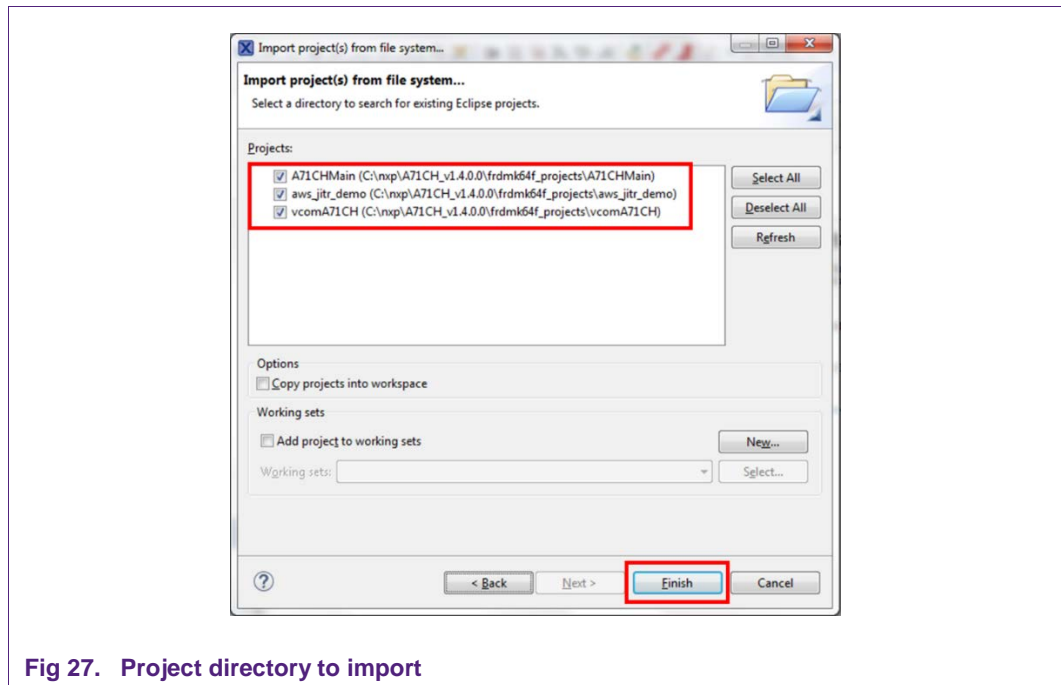 Import project(s) from file system...
Import project(s) from file system...
Select a directory to search for existing Eclipse projects.
Projects:
A71CHMain (C:\nxp\A71CH_v1.4.0.0\frdmk64f_projects\A71CHMain)
aws_jitr_demo (C:\nxp\A71CH_v1.4.0.0\frdmk64f_projects\aws_jitr_demo)
vcomA71CH (C:\nxp\A71CH_v1.4.0.0\frdmk64f_projects\vcomA71CH)
Select All
Deselect All
Refresh
Options
Copy projects into workspace
Working sets
Add project to working sets
New...
Working sets:
Select...
?
< Back
Next >
Finish
Cancel
Fig 27. Project directory to import